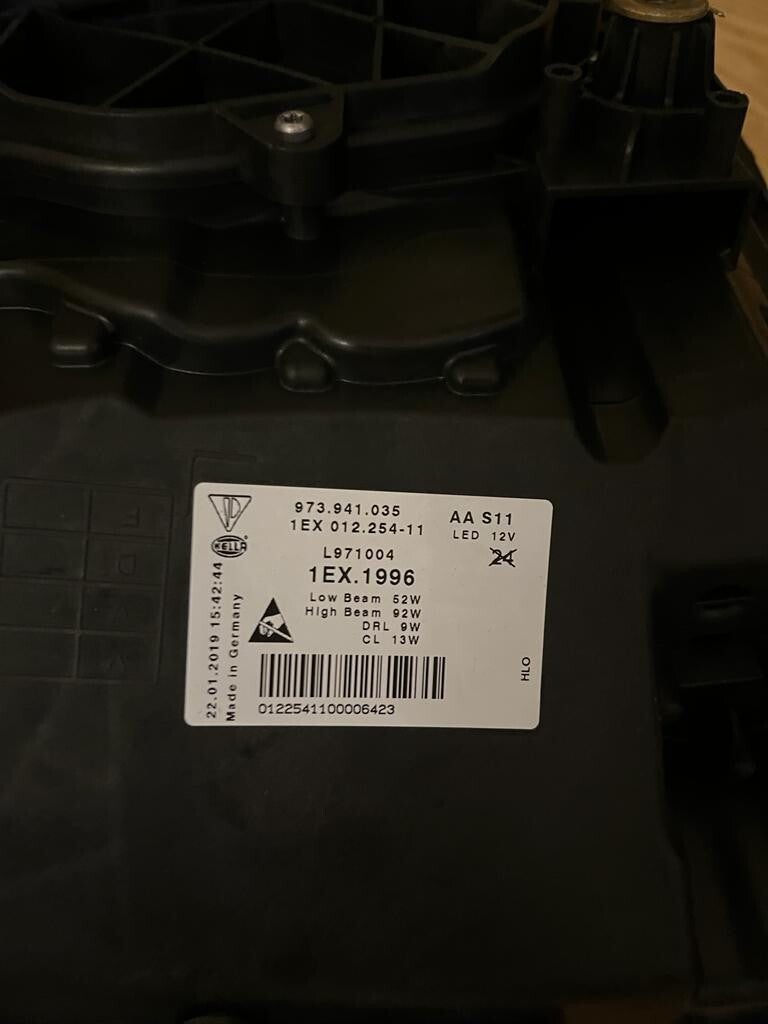 973.941.035
1EX 012.254-11
AA S11
LED 12V
24
HELLA
L971004
1EX.1996
Low Beam 52W
High Beam 92W
DRL 9W
CL 13W
0122541100006423
22.01.2019 15:42:44
Made in Germany
HLO
F
D